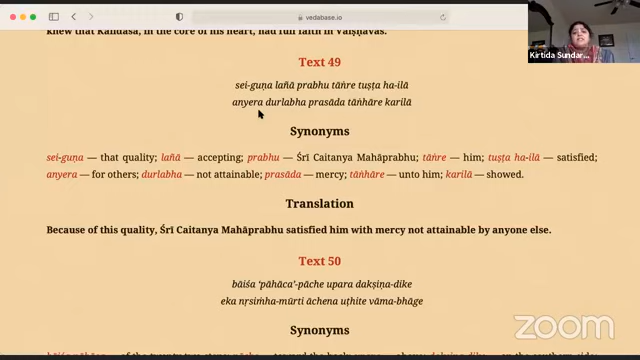 vedabase.io
knew that Kālidāsa, in the core of his heart, had full faith in Vaiṣṇavas.
Text 49
sei-guṇa lañā prabhu tāṅre tuṣṭa ha-ilā
anyera durlabha prasāda tāṅhāre karilā
Synonyms
sei-guṇa — that quality; lañā — accepting; prabhu — Śrī Caitanya Mahāprabhu; tāṅre — him; tuṣṭa ha-ilā — satisfied;
anyera — for others; durlabha — not attainable; prasāda — mercy; tāṅhāre — unto him; karilā — showed.
Translation
Because of this quality, Śrī Caitanya Mahāprabhu satisfied him with mercy not attainable by anyone else.
Text 50
bāiśa ‘pāhāca’-pāche upara dakṣiṇa-dike
eka nṛsiṁha-mūrti āchena uṭhite vāma-bhāge
Synonyms
Kirtida Sundar...
zoom